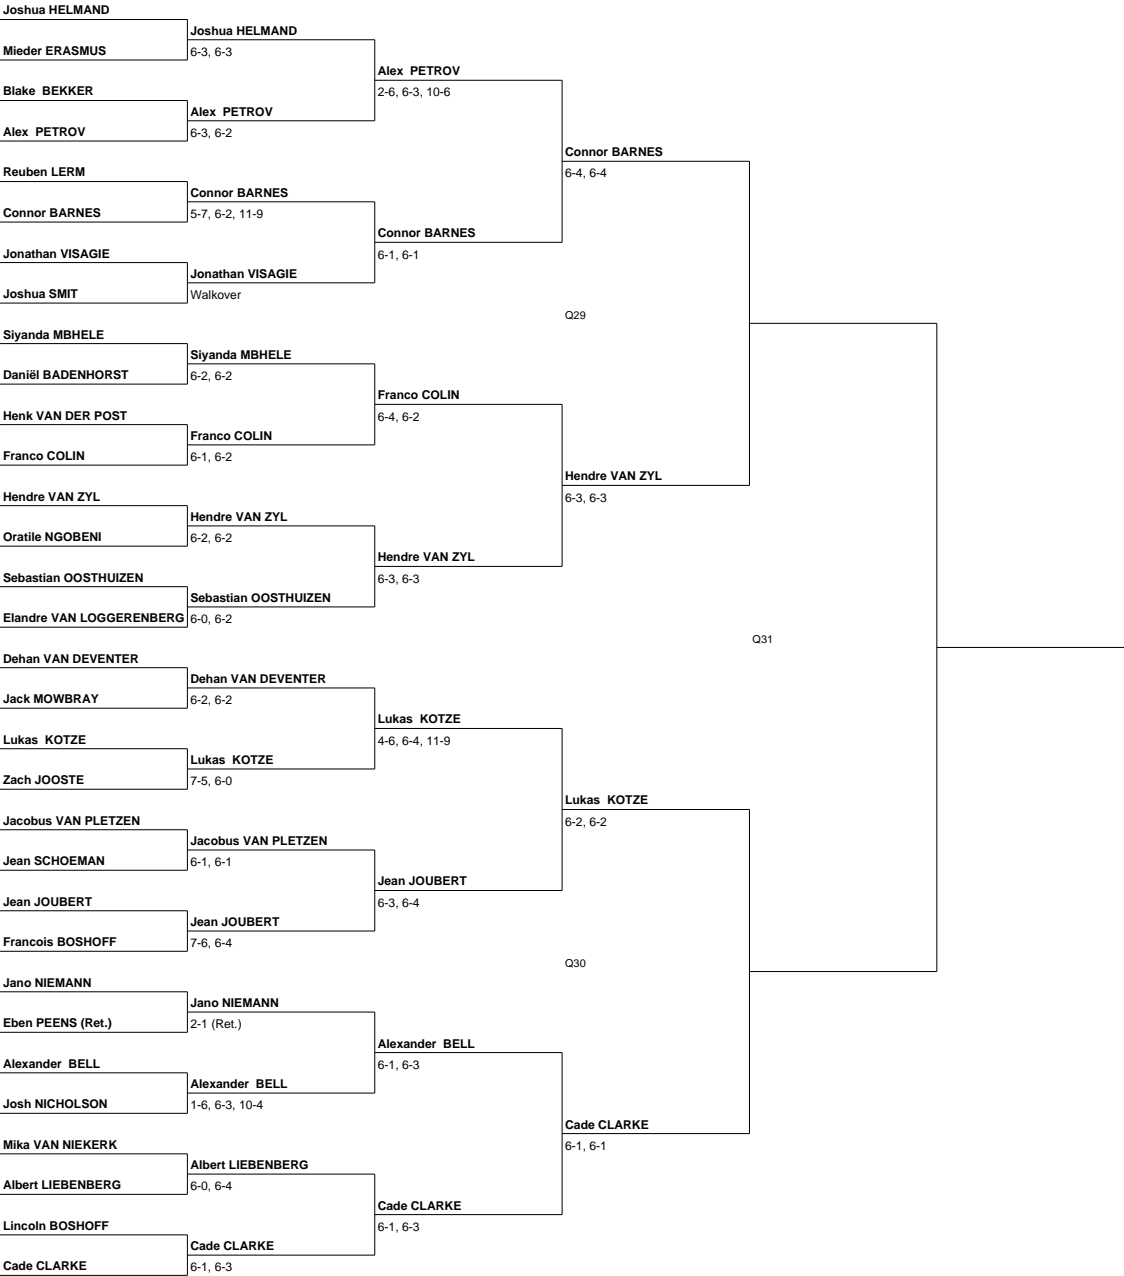 Joshua HELMAND
Mieder ERASMUS
Blake  BEKKER
Alex  PETROV
Reuben LERM
Connor BARNES
Jonathan VISAGIE
Joshua SMIT
Siyanda MBHELE
Daniël BADENHORST
Henk VAN DER POST
Franco COLIN
Hendre VAN ZYL
Oratile NGOBENI
Sebastian OOSTHUIZEN
Elandre VAN LOGGERENBERG
Dehan VAN DEVENTER
Jack MOWBRAY
Lukas  KOTZE
Zach JOOSTE
Jacobus VAN PLETZEN
Jean SCHOEMAN
Jean JOUBERT
Francois BOSHOFF
Jano NIEMANN
Eben PEENS (Ret.)
Alexander  BELL
Josh NICHOLSON
Mika VAN NIEKERK
Albert LIEBENBERG
Lincoln BOSHOFF
Cade CLARKE
Joshua HELMAND
6-3, 6-3
Alex  PETROV
6-3, 6-2
Connor BARNES
5-7, 6-2, 11-9
Jonathan VISAGIE
Walkover
Siyanda MBHELE
6-2, 6-2
Franco COLIN
6-1, 6-2
Hendre VAN ZYL
6-2, 6-2
Sebastian OOSTHUIZEN
6-0, 6-2
Dehan VAN DEVENTER
6-2, 6-2
Lukas  KOTZE
7-5, 6-0
Jacobus VAN PLETZEN
6-1, 6-1
Jean JOUBERT
7-6, 6-4
Jano NIEMANN
2-1 (Ret.)
Alexander  BELL
1-6, 6-3, 10-4
Albert LIEBENBERG
6-0, 6-4
Cade CLARKE
6-1, 6-3
Alex  PETROV
2-6, 6-3, 10-6
Connor BARNES
6-1, 6-1
Franco COLIN
6-4, 6-2
Hendre VAN ZYL
6-3, 6-3
Lukas  KOTZE
4-6, 6-4, 11-9
Jean JOUBERT
6-3, 6-4
Alexander  BELL
6-1, 6-3
Cade CLARKE
6-1, 6-3
Connor BARNES
6-4, 6-4
Q29
Hendre VAN ZYL
6-3, 6-3
Lukas  KOTZE
6-2, 6-2
Q30
Cade CLARKE
6-1, 6-1
Q31